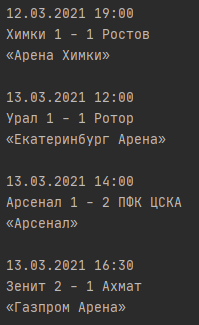 12.03.2021 19:00
Химки 1 - 1 Ростов
«Арена Химки»
13.03.2021 12:00
Урал 1 - 1 Ротор
«Екатеринбург Арена»
13.03.2021 14:00
Арсенал 1 - 2 ПФК ЦСКА
«Арсенал»
13.03.2021 16:30
Зенит 2 - 1 Ахмат
«Газпром Арена»